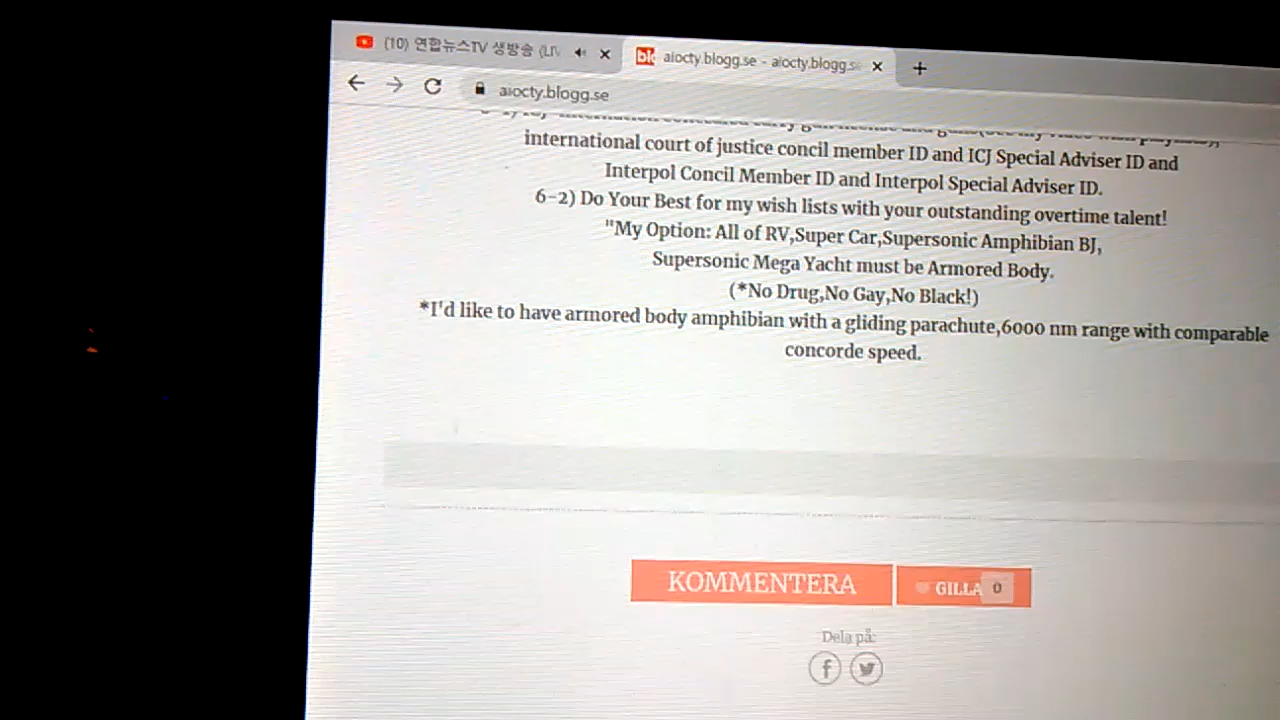 (10) 연합뉴스TV 생방송 (LIV
aiocty.blogg.se - aiocty.blogg.se
aiocty.blogg.se
international court of justice concil member ID and ICJ Special Adviser ID and
Interpol Concil Member ID and Interpol Special Adviser ID.
6-2) Do Your Best for my wish lists with your outstanding overtime talent!
"My Option: All of RV,Super Car,Supersonic Amphibian BJ,
Supersonic Mega Yacht must be Armored Body.
(*No Drug,No Gay,No Black!)
*I'd like to have armored body amphibian with a gliding parachute,6000 nm range with comparable
concorde speed.
KOMMENTERA
GILLA 0
Dela på: